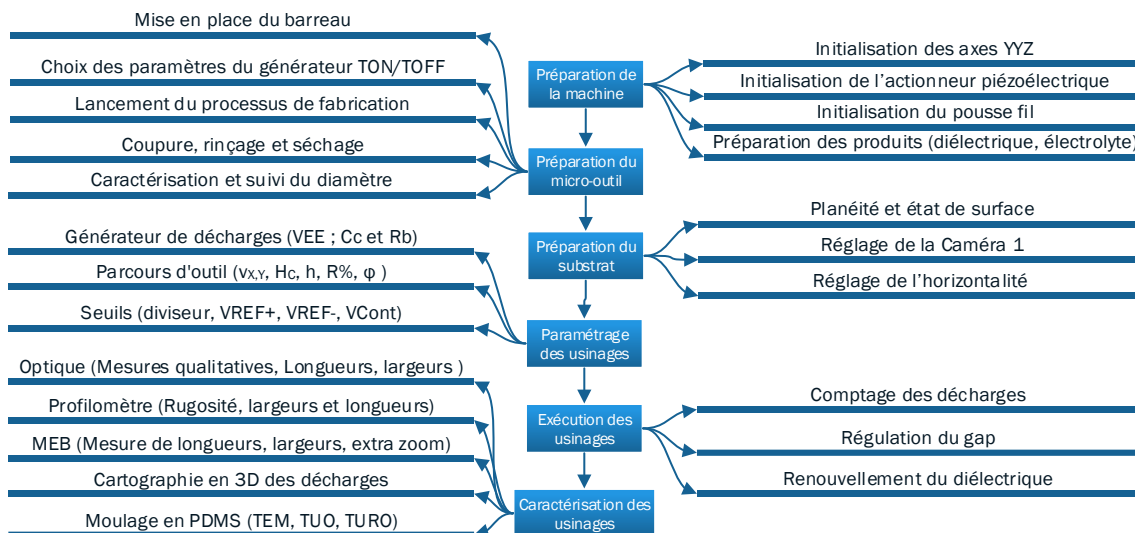 Préparation de
la machine
Initialisation des axes YYZ
Initialisation de l'actionneur piézoélectrique
Initialisation du pousse fil
Préparation des produits (diélectrique, électrolyte)
Préparation du
micro-outil
Mise en place du barreau
Choix des paramètres du générateur TON/TOFF
Lancement du processus de fabrication
Coupure, rinçage et séchage
Caractérisation et suivi du diamètre
Préparation du
substrat
Planéité et état de surface
Réglage de la Caméra 1
Réglage de l'horizontalité
Paramétrage
des usinages
Générateur de décharges (VEE ; Cc et Rb)
Parcours d'outil (vX,Y, HC, h, R%, φ )
Seuils (diviseur, VREF+, VREF-, VCont)
Exécution des
usinages
Comptage des décharges
Régulation du gap
Renouvellement du diélectrique
Caractérisation des
usinages
Optique (Mesures qualitatives, Longueurs, largeurs )
Profilomètre (Rugosité, largeurs et longueurs)
MEB (Mesure de longueurs, largeurs, extra zoom)
Cartographie en 3D des décharges
Moulage en PDMS (TEM, TUO, TURO)